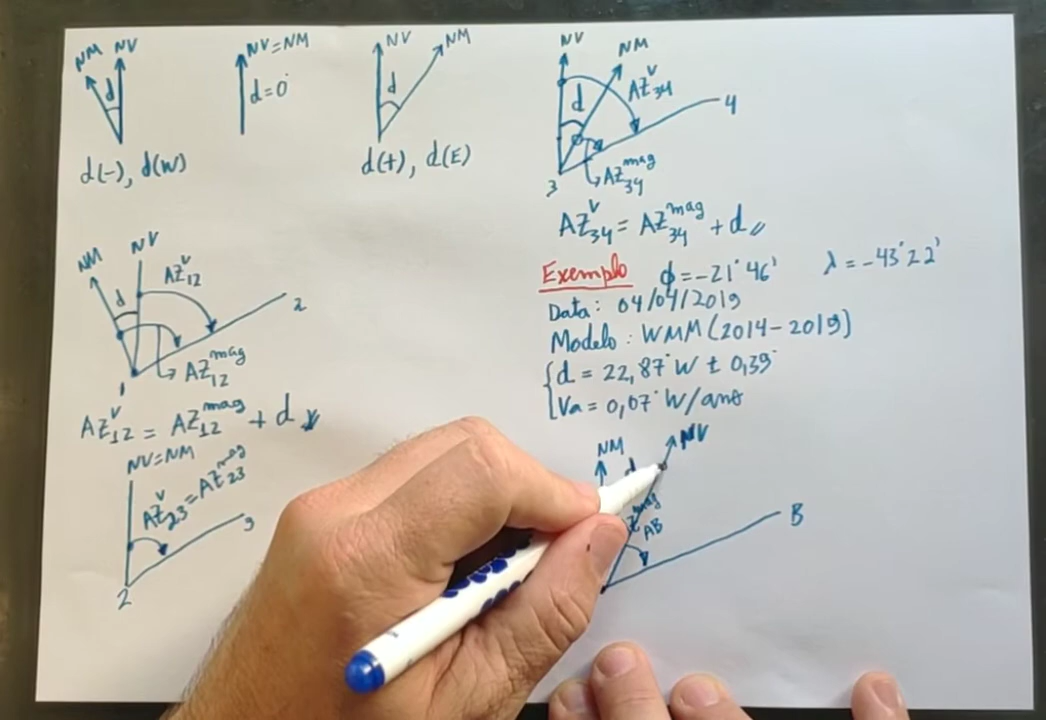 NM NV
d
d(-), d(W)
NV=NM
d=0°
NV NM
d
d(+), d(E)
NV NM
d
AZ^V_34
4
AZ^mag_34
3
AZ^V_34 = AZ^mag_34 + d
NM NV
d
AZ^V_12
2
AZ^mag_12
1
AZ^V_12 = AZ^mag_12 + d
NV=NM
AZ^V_23 = AZ^mag_23
3
2
Exemplo ϕ=-21°46' λ=-43°22'
Data: 04/04/2019
Modelo: WMM(2014-2019)
d = 22,87° W ± 0,39°
Va = 0,07° W/ano
NM NV
d
mag
AB
B